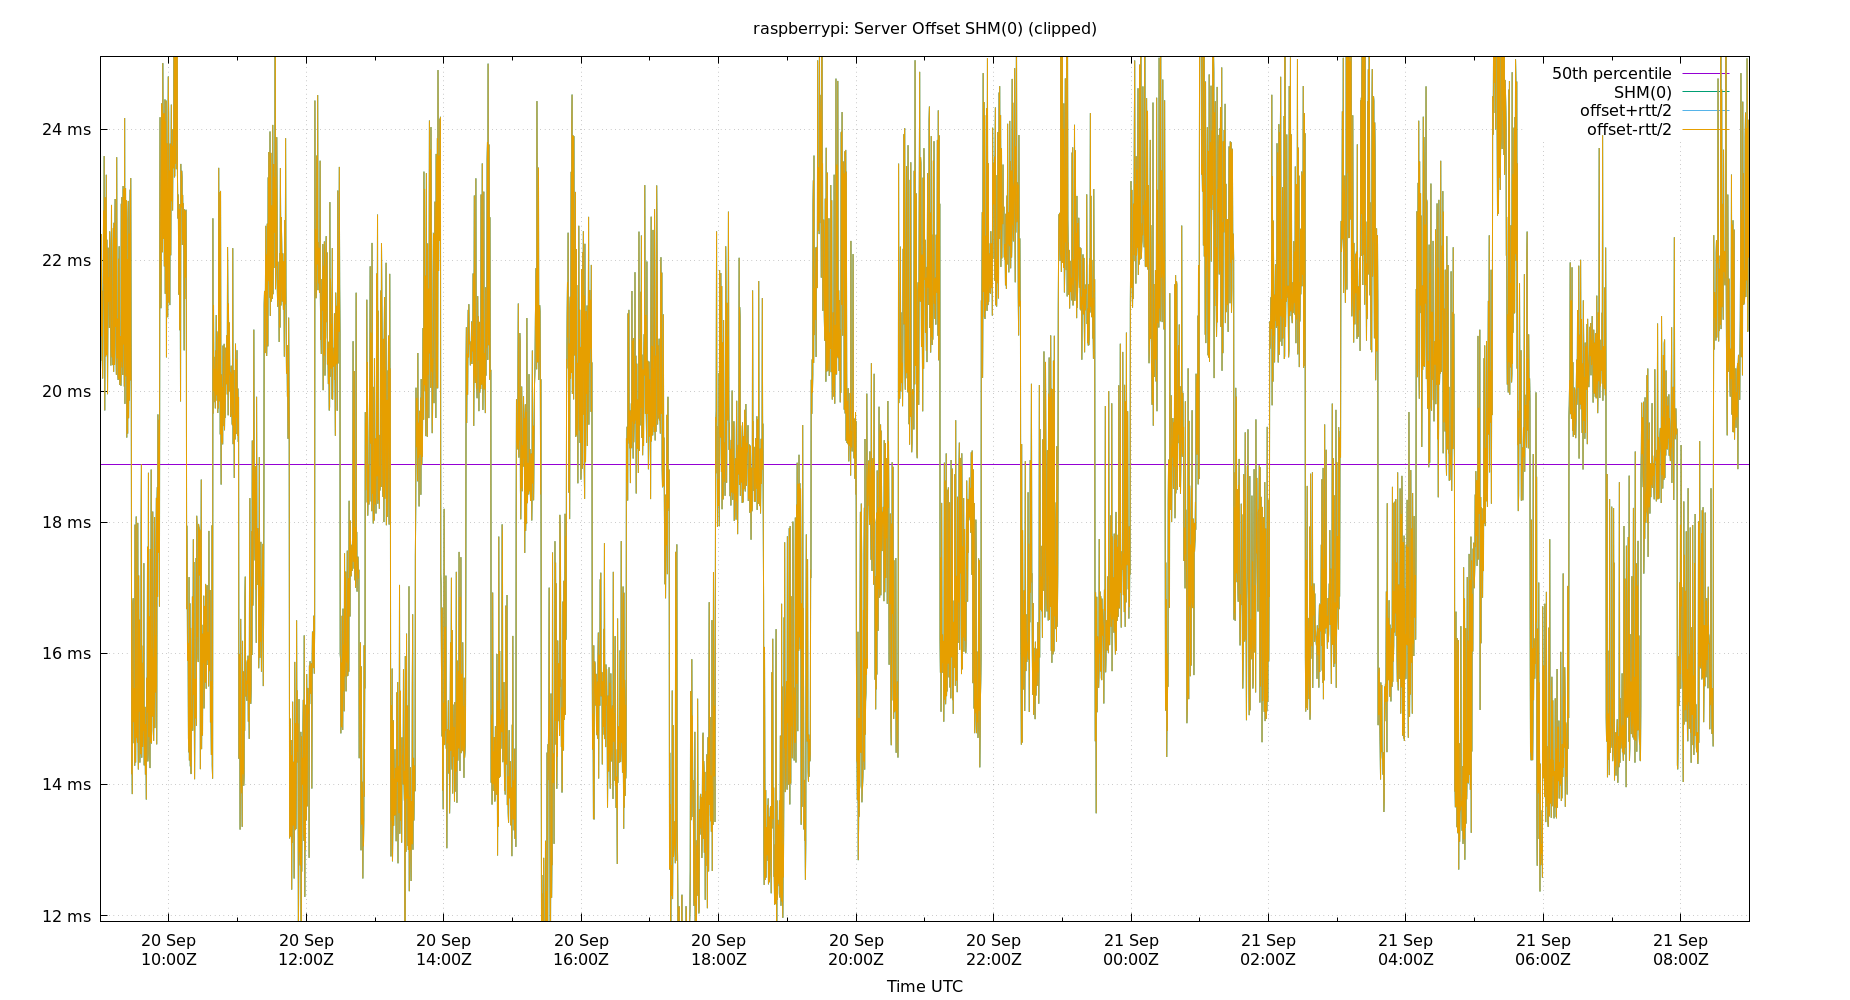 raspberrypi: Server Offset SHM(0) (clipped)
50th percentile
SHM(0)
offset+rtt/2
offset-rtt/2
24 ms
22 ms
20 ms
18 ms
16 ms
14 ms
12 ms
20 Sep 20 Sep 20 Sep 20 Sep 20 Sep 20 Sep 20 Sep 21 Sep 21 Sep 21 Sep 21 Sep 21 Sep
10:00Z 12:00Z 14:00Z 16:00Z 18:00Z 20:00Z 22:00Z 00:00Z 02:00Z 04:00Z 06:00Z 08:00Z
Time UTC